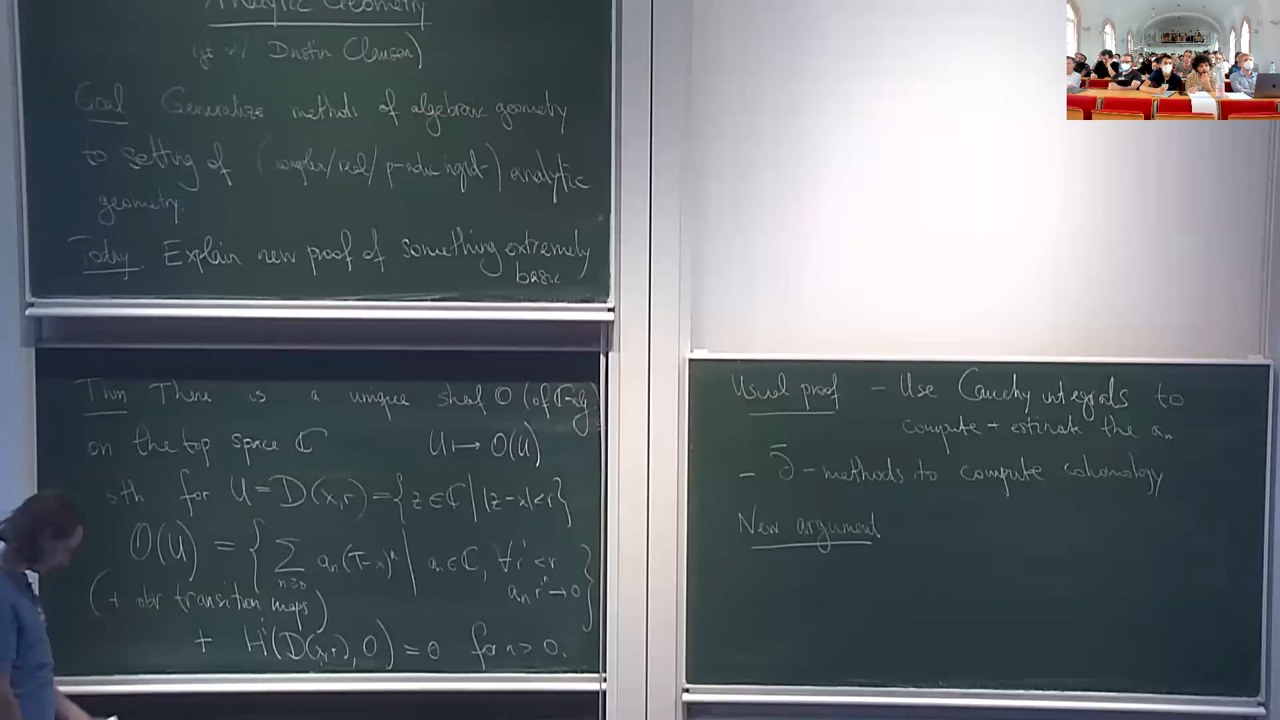 Analytic Geometry
(jt w/ Dustin Clausen)
Goal Generalize methods of algebraic geometry
to setting of (complex/real/p-adic rigid) analytic
geometry.
Today. Explain new proof of something extremely
basic
Thm There is a unique sheaf O (of ℂ-alg)
on the top space ℂ U ↦ O(U)
sth for U = D(x,r) = {z ∈ ℂ | |z-x| < r}
O(U) = { ∑_{n≥0} a_n (T-x)^n | a_n ∈ ℂ, ∀ r' < r
a_n r'^n → 0 }
(+ obv transition maps)
+ H^i(D(x,r), O) = 0 for i > 0.
Usual proof - Use Cauchy integrals to
compute + estimate the a_n
- ∂̄-methods to compute cohomology
New argument